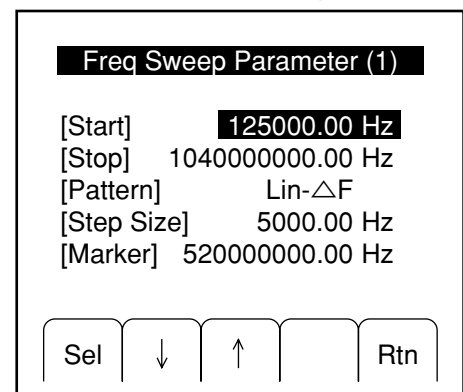 Freq Sweep Parameter (1)
[Start] 125000.00 Hz
[Stop] 1040000000.00 Hz
[Pattern] Lin-△F
[Step Size] 5000.00 Hz
[Marker] 520000000.00 Hz
Sel ↓ ↑ Rtn